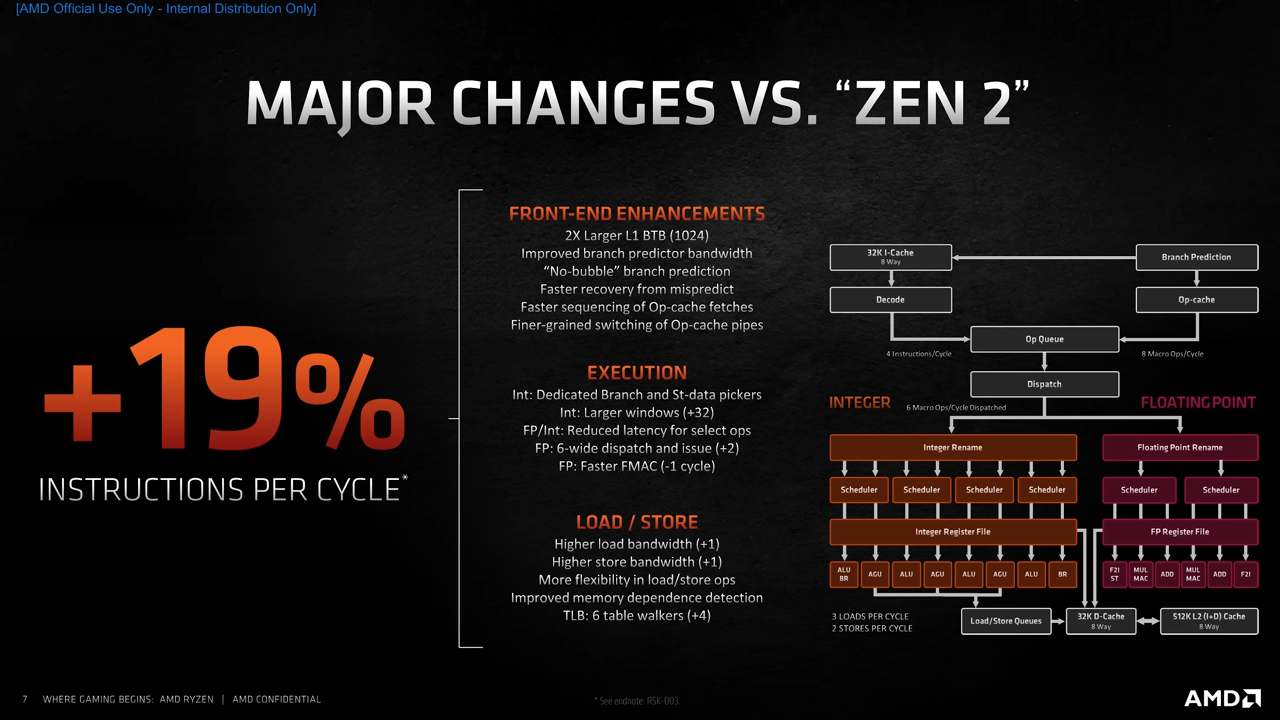 [AMD Official Use Only - Internal Distribution Only]
MAJOR CHANGES VS. “ZEN 2”
+19%
INSTRUCTIONS PER CYCLE*
FRONT-END ENHANCEMENTS
2X Larger L1 BTB (1024)
Improved branch predictor bandwidth
“No-bubble” branch prediction
Faster recovery from mispredict
Faster sequencing of Op-cache fetches
Finer-grained switching of Op-cache pipes
EXECUTION
Int: Dedicated Branch and St-data pickers
Int: Larger windows (+32)
FP/Int: Reduced latency for select ops
FP: 6-wide dispatch and issue (+2)
FP: Faster FMAC (-1 cycle)
LOAD / STORE
Higher load bandwidth (+1)
Higher store bandwidth (+1)
More flexibility in load/store ops
Improved memory dependence detection
TLB: 6 table walkers (+4)
32K I-Cache
8 Way
Branch Prediction
Decode
Op-cache
Op Queue
4 Instructions/Cycle
8 Macro Ops/Cycle
Dispatch
INTEGER
6 Macro Ops/Cycle Dispatched
FLOATING POINT
Integer Rename
Floating Point Rename
Scheduler
Scheduler
Scheduler
Scheduler
Scheduler
Scheduler
Integer Register File
FP Register File
ALU
BR
AGU
ALU
AGU
ALU
AGU
ALU
BR
F2I
ST
MUL
MAC
ADD
MUL
MAC
ADD
F2I
3 LOADS PER CYCLE
2 STORES PER CYCLE
Load/Store Queues
32K D-Cache
8 Way
512K L2 (I+D) Cache
8 Way
7 WHERE GAMING BEGINS: AMD RYZEN | AMD CONFIDENTIAL
* See endnote: RSK-003.
AMD